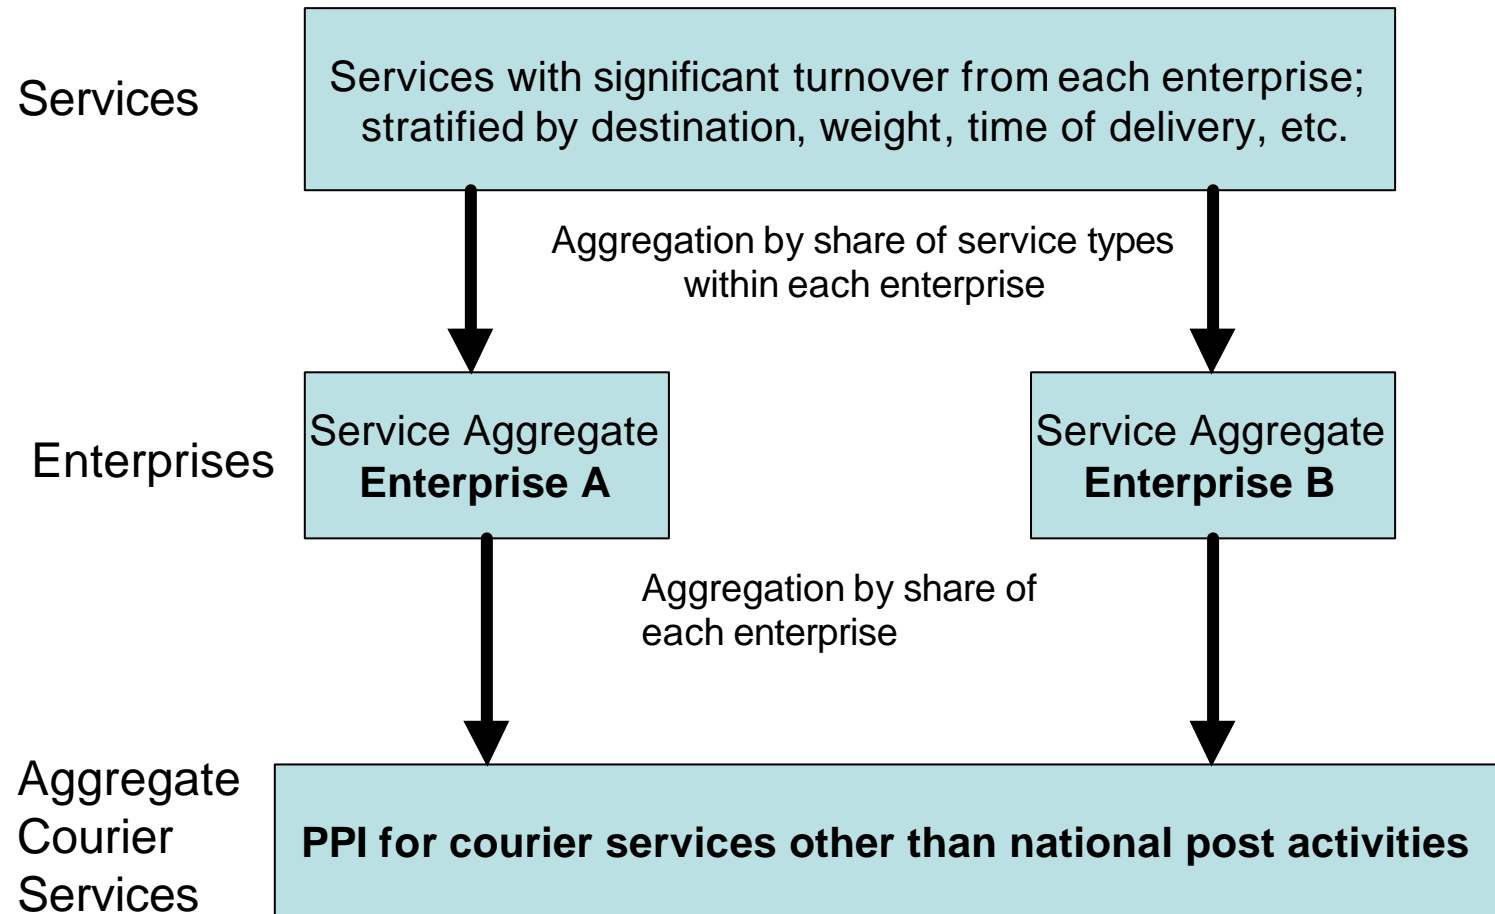 Services
Services with significant turnover from each enterprise;
stratified by destination, weight, time of delivery, etc.
Aggregation by share of service types
within each enterprise
Enterprises
Service Aggregate
Enterprise A
Service Aggregate
Enterprise B
Aggregation by share of
each enterprise
Aggregate
Courier
Services
PPI for courier services other than national post activities